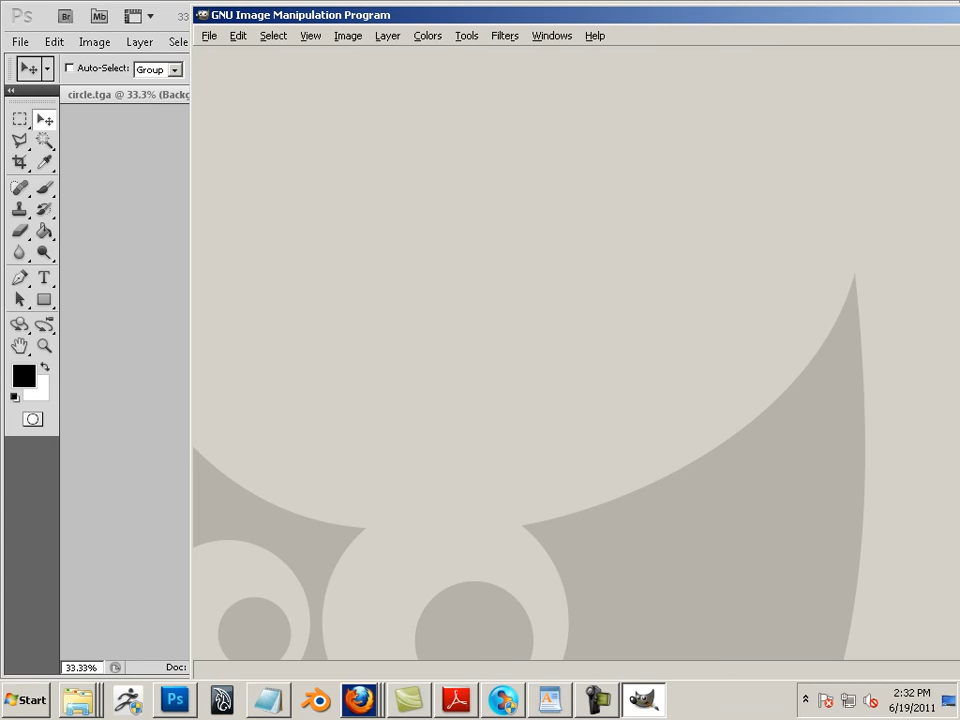 Ps Br Mb 33
GNU Image Manipulation Program
File Edit Image Layer Sele
File Edit Select View Image Layer Colors Tools Filters Windows Help
Auto-Select: Group
circle.tga @ 33.3% (Backg
T
33.33% Doc:
Start
Ps
2:32 PM
6/19/2011